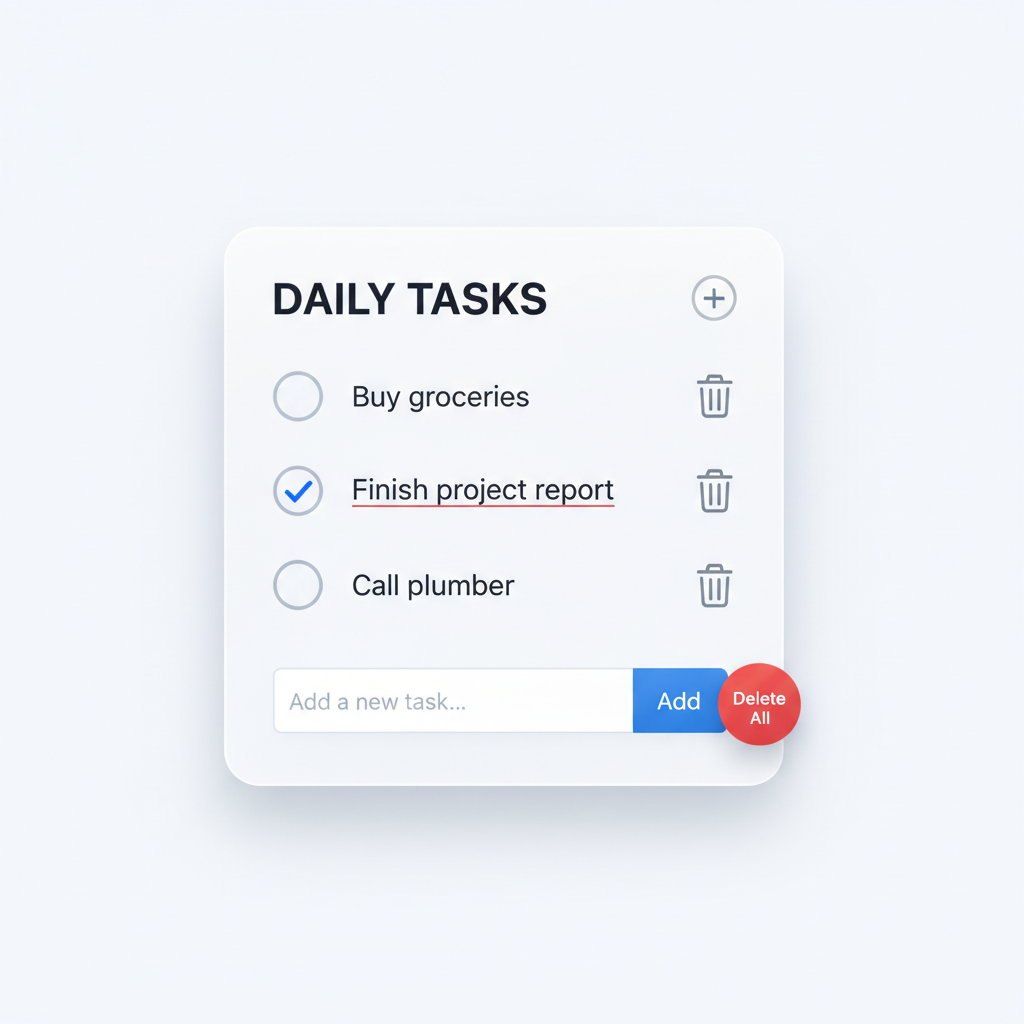 DAILY TASKS
Buy groceries
Finish project report
Call plumber
Add a new task...
Add
Delete
All